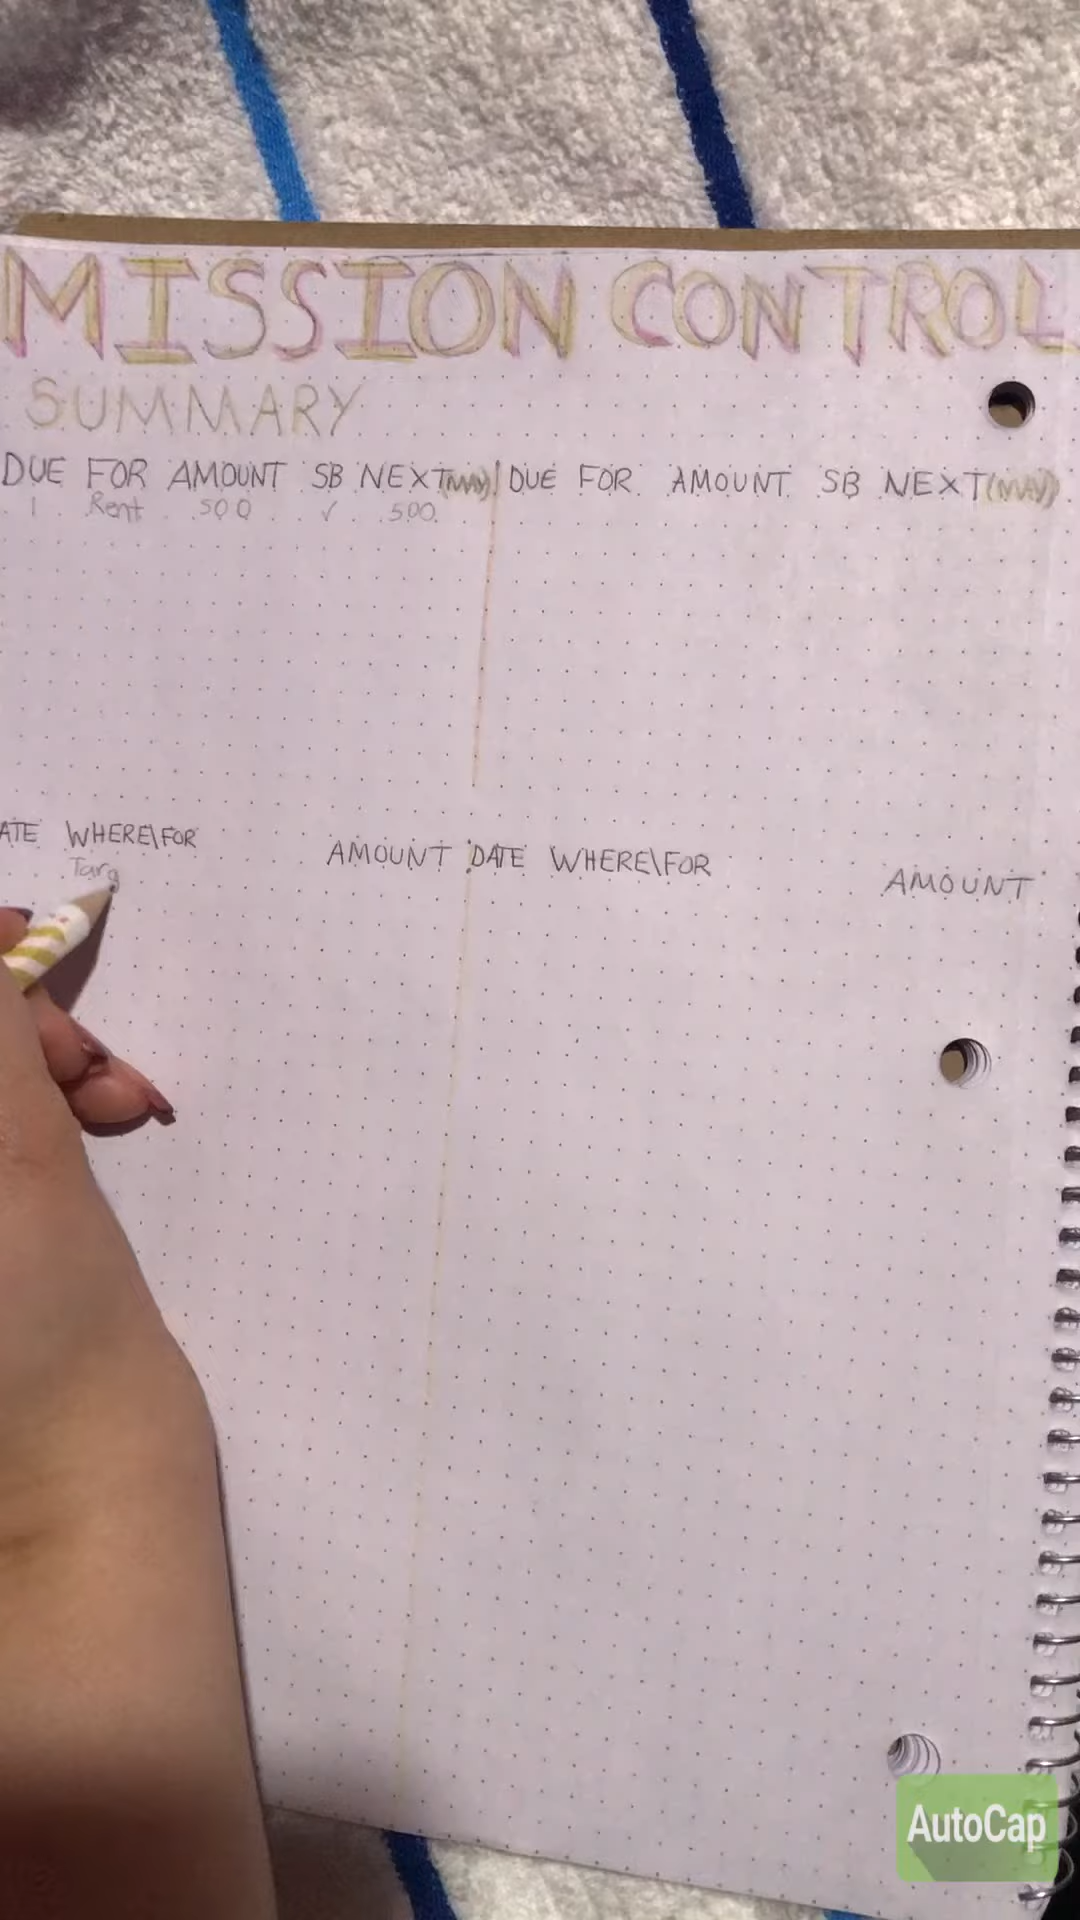 MISSION CONTROL
SUMMARY
DUE FOR AMOUNT SB NEXT(MAY) DUE FOR AMOUNT SB NEXT(MAY)
1 Rent 500 ✓ 500
ATE WHERE\FOR AMOUNT DATE WHERE\FOR AMOUNT
Targ
AutoCap